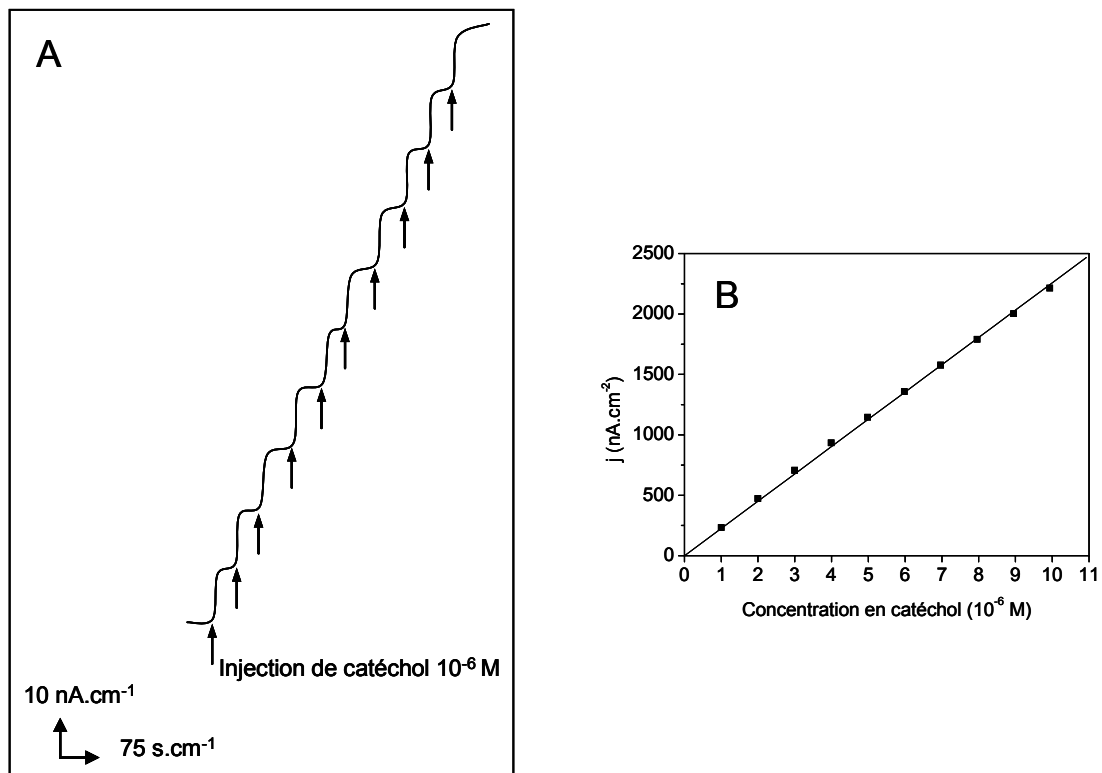 A
Injection de catéchol 10⁻⁶ M
10 nA.cm⁻¹
75 s.cm⁻¹
B
j (nA.cm⁻²)
2500
2000
1500
1000
500
0
0 1 2 3 4 5 6 7 8 9 10 11
Concentration en catéchol (10⁻⁶ M)